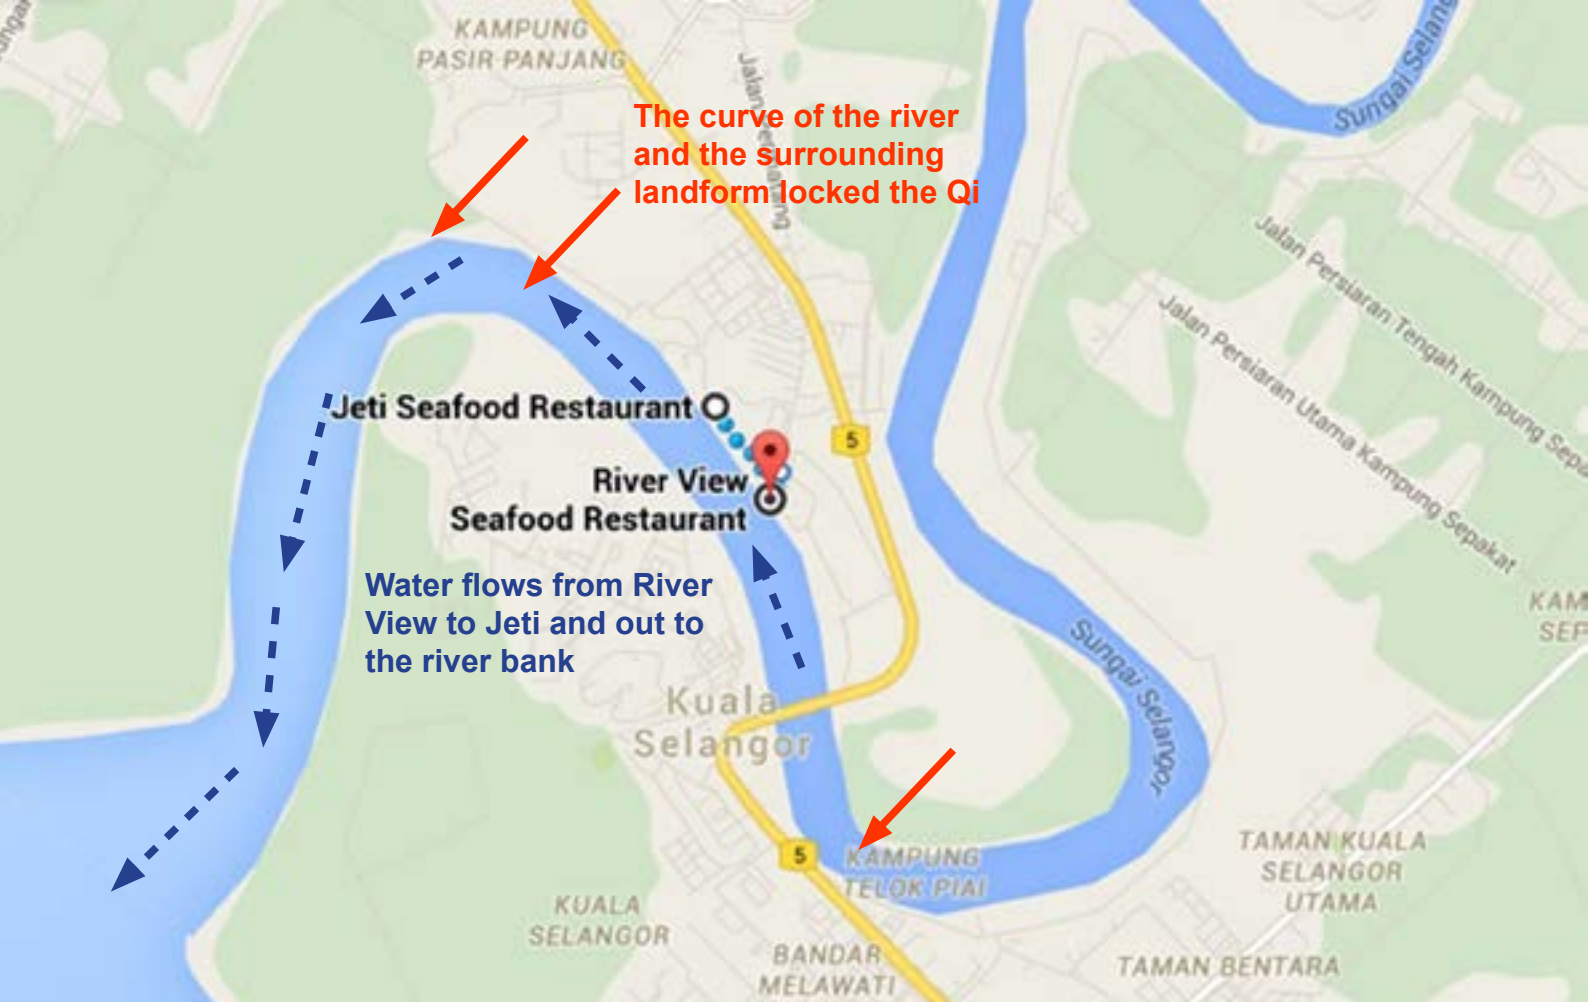 KAMPUNG
PASIR PANJANG
Sungai Selang
The curve of the river
and the surrounding
landform locked the Qi
Jalan Persiaran Tengah Kampung Sepa
Jalan Persiaran Utama Kampung Sepakat
Jeti Seafood Restaurant
5
River View
Seafood Restaurant
Water flows from River
View to Jeti and out to
the river bank
KAM
SEP
Sungai Selangor
Kuala
Selangor
5
KAMPUNG
TELOK PIAI
TAMAN KUALA
SELANGOR
UTAMA
KUALA
SELANGOR
BANDAR
MELAWATI
TAMAN BENTARA